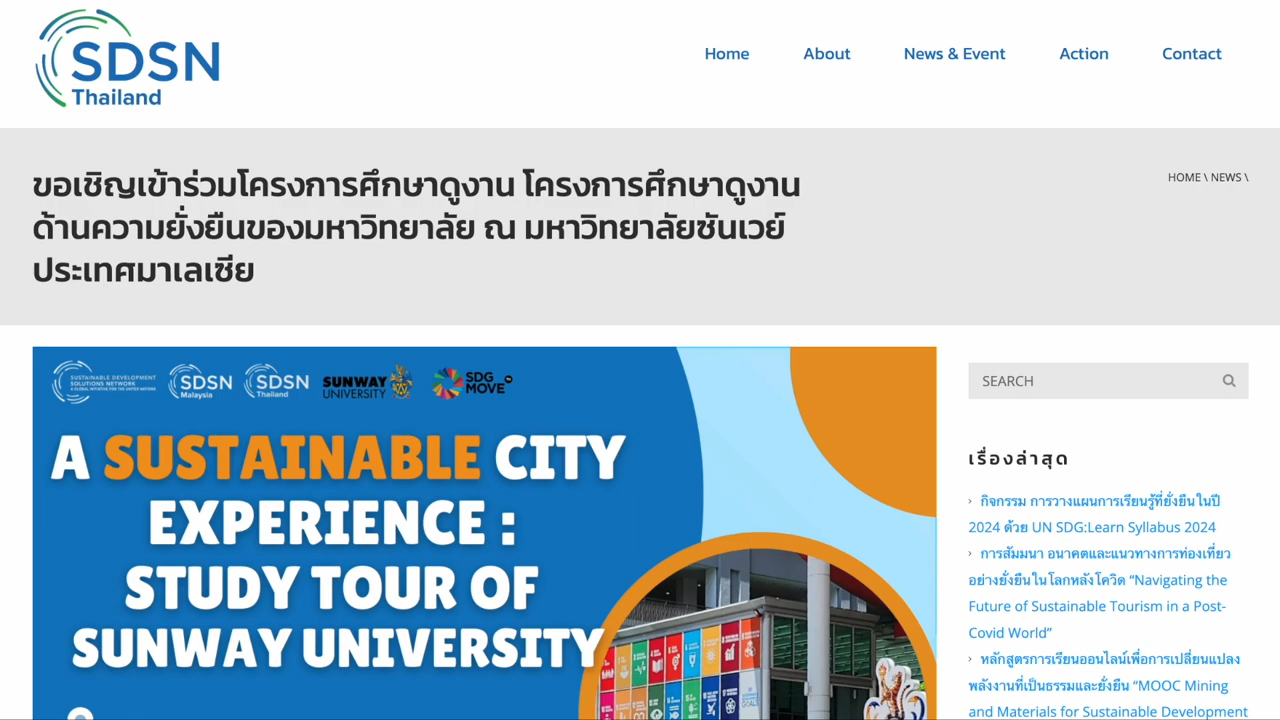 SDSN
Thailand
Home
About
News & Event
Action
Contact
ขอเชิญเข้าร่วมโครงการศึกษาดูงาน โครงการศึกษาดูงาน
ด้านความยั่งยืนของมหาวิทยาลัย ณ มหาวิทยาลัยซันเวย์
ประเทศมาเลเซีย
HOME \ NEWS \
SUSTAINABLE DEVELOPMENT
SOLUTIONS NETWORK
A GLOBAL INITIATIVE FOR THE UNITED NATIONS
SDSN
Malaysia
SDSN
Thailand
SUNWAY
UNIVERSITY
SDG
MOVE
A SUSTAINABLE CITY
EXPERIENCE :
STUDY TOUR OF
SUNWAY UNIVERSITY
SEARCH
เรื่องล่าสุด
› กิจกรรม การวางแผนการเรียนรู้ที่ยั่งยืนในปี
2024 ด้วย UN SDG:Learn Syllabus 2024
› การสัมมนา อนาคตและแนวทางการท่องเที่ยว
อย่างยั่งยืนในโลกหลังโควิด “Navigating the
Future of Sustainable Tourism in a Post-
Covid World”
› หลักสูตรการเรียนออนไลน์เพื่อการเปลี่ยนแปลง
พลังงานที่เป็นธรรมและยั่งยืน “MOOC Mining
and Materials for Sustainable Development